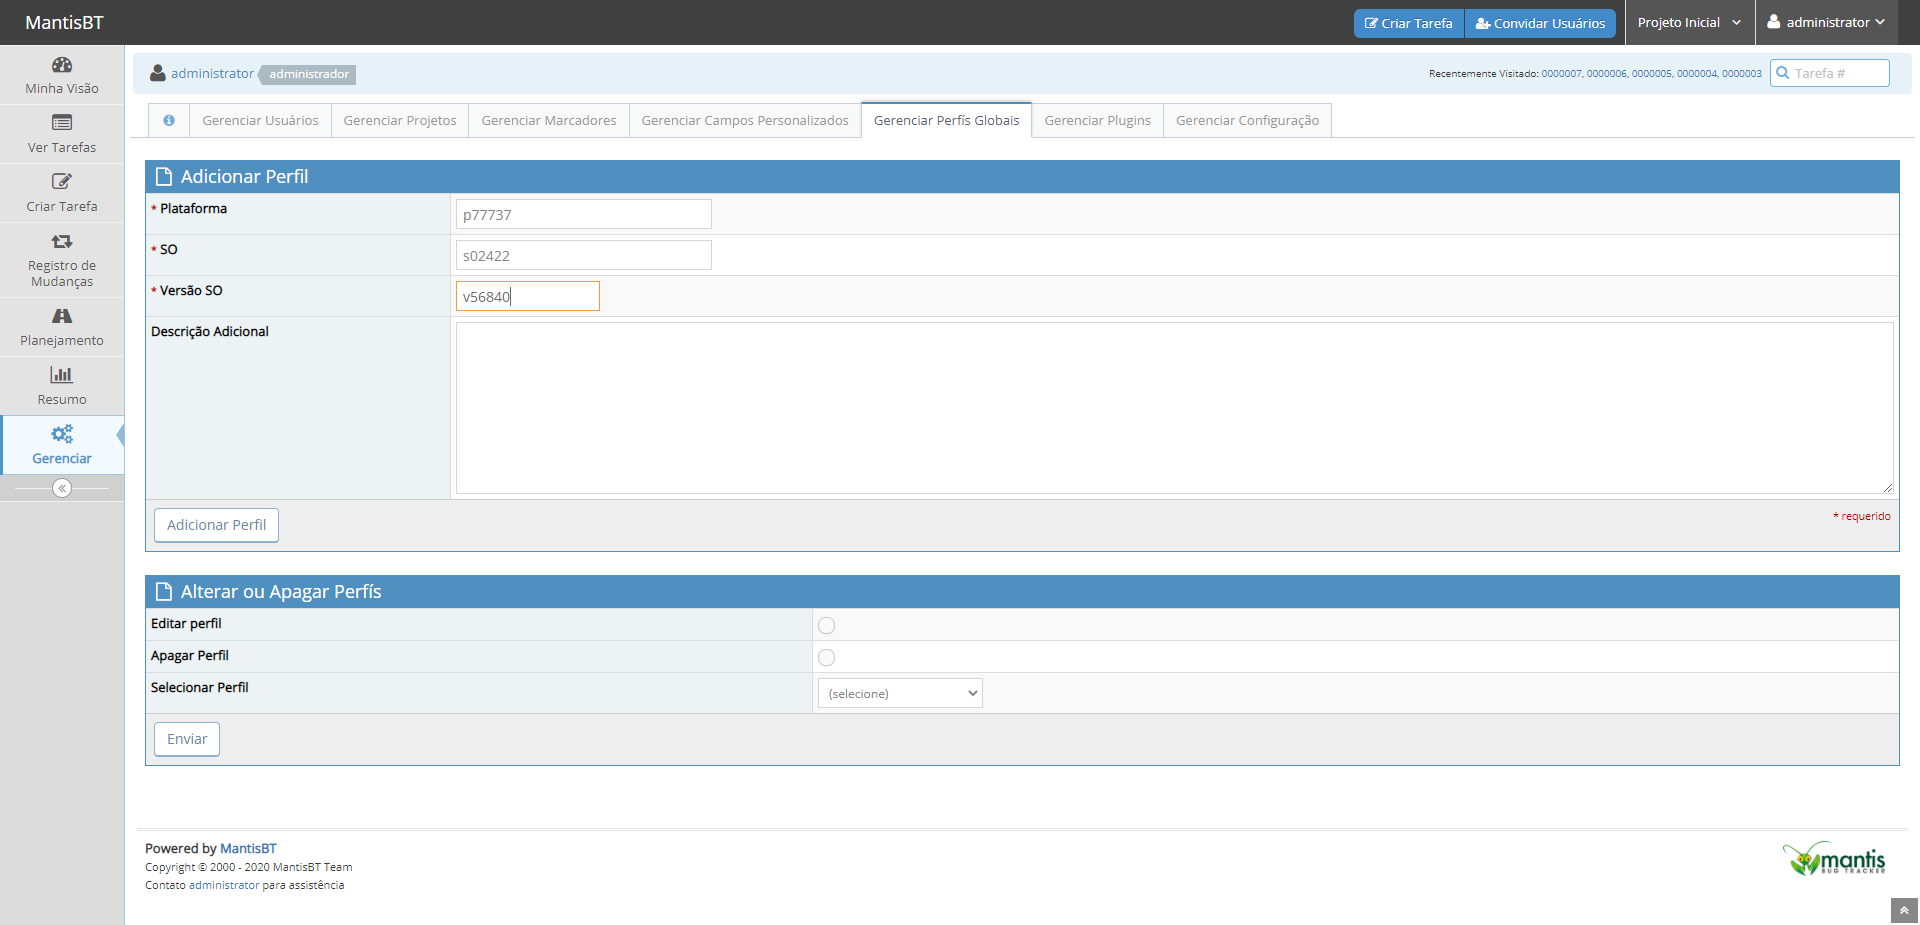 MantisBT
Criar Tarefa
Convidar Usuários
Projeto Inicial
administrator
Minha Visão
Ver Tarefas
Criar Tarefa
Registro de
Mudanças
Planejamento
Resumo
Gerenciar
administrator administrador
Recentemente Visitado: 0000007, 0000006, 0000005, 0000004, 0000003
Tarefa #
Gerenciar Usuários
Gerenciar Projetos
Gerenciar Marcadores
Gerenciar Campos Personalizados
Gerenciar Perfís Globais
Gerenciar Plugins
Gerenciar Configuração
Adicionar Perfil
* Plataforma
p77737
* SO
s02422
* Versão SO
v56840
Descrição Adicional
Adicionar Perfil
* requerido
Alterar ou Apagar Perfís
Editar perfil
Apagar Perfil
Selecionar Perfil
(selecione)
Enviar
Powered by MantisBT
Copyright © 2000 - 2020 MantisBT Team
Contato administrator para assistência
mantis
BUG TRACKER